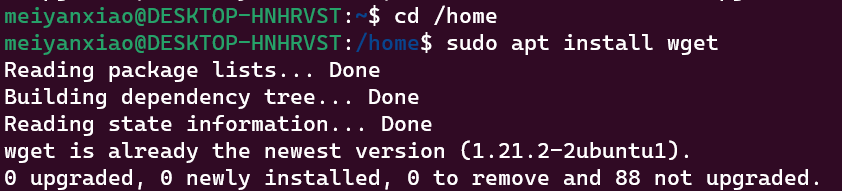 meiyanxiao@DESKTOP-HNHRVST:~$ cd /home
meiyanxiao@DESKTOP-HNHRVST:/home$ sudo apt install wget
Reading package lists... Done
Building dependency tree... Done
Reading state information... Done
wget is already the newest version (1.21.2-2ubuntu1).
0 upgraded, 0 newly installed, 0 to remove and 88 not upgraded.